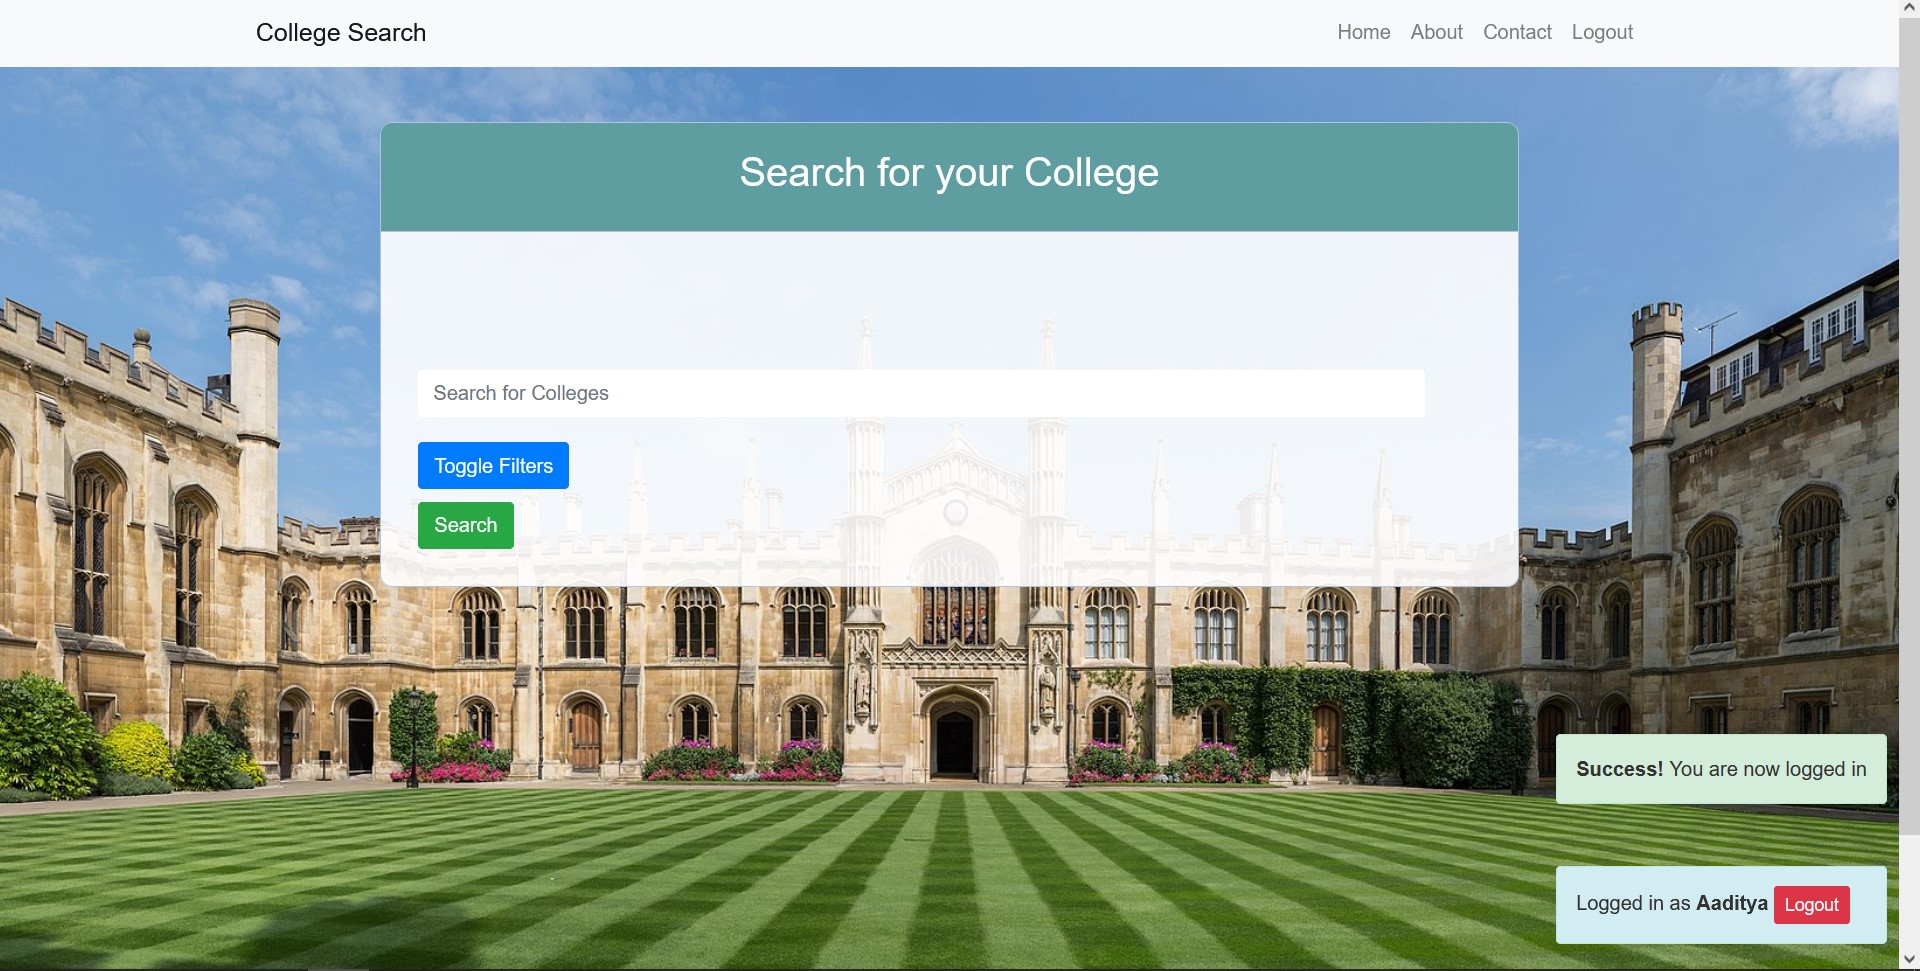 College Search
Home About Contact Logout
Search for your College
Search for Colleges
Toggle Filters
Search
Success! You are now logged in
Logged in as Aaditya Logout